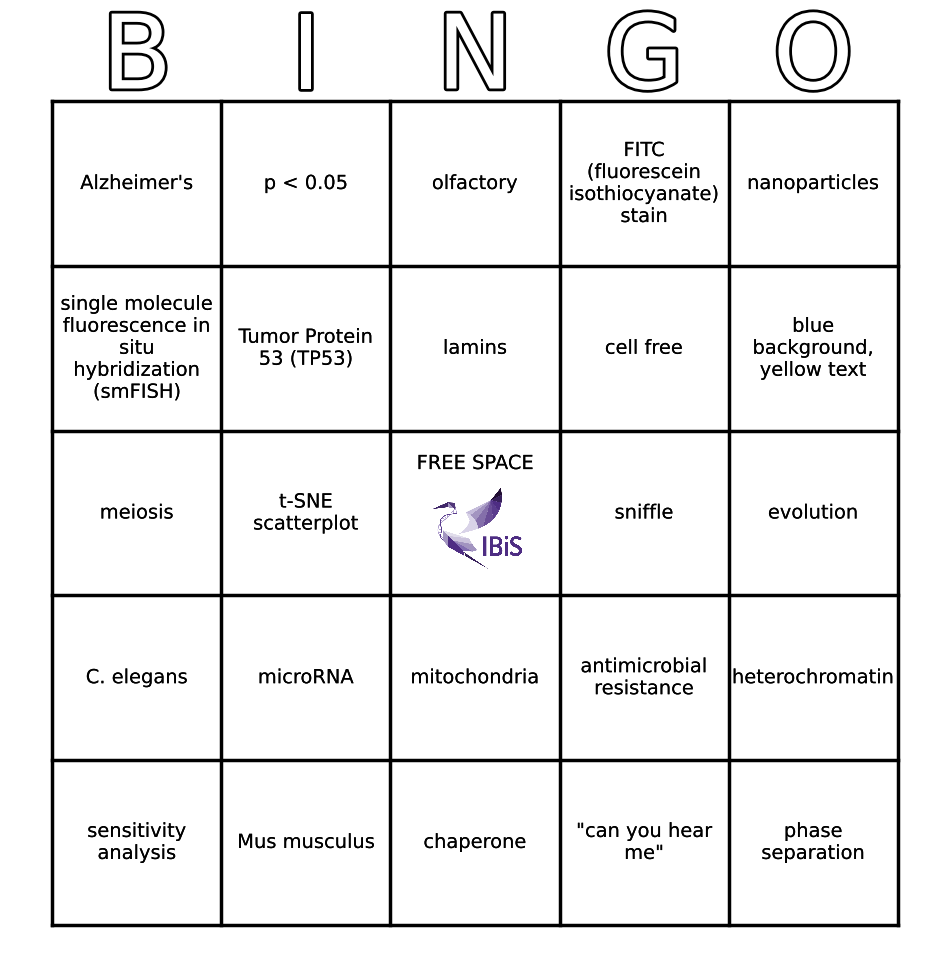 B I N G O
Alzheimer's
p < 0.05
olfactory
FITC
(fluorescein
isothiocyanate)
stain
nanoparticles
single molecule
fluorescence in
situ
hybridization
(smFISH)
Tumor Protein
53 (TP53)
lamins
cell free
blue
background,
yellow text
meiosis
t-SNE
scatterplot
FREE SPACE
IBiS
sniffle
evolution
C. elegans
microRNA
mitochondria
antimicrobial
resistance
heterochromatin
sensitivity
analysis
Mus musculus
chaperone
"can you hear
me"
phase
separation